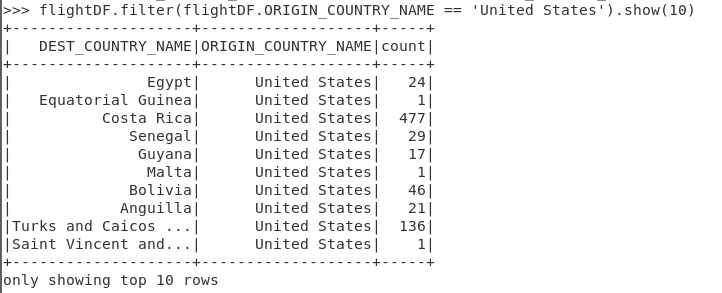 >>> flightDF.filter(flightDF.ORIGIN_COUNTRY_NAME == 'United States').show(10)
+-------------------+-------------------+-----+
|  DEST_COUNTRY_NAME|ORIGIN_COUNTRY_NAME|count|
+-------------------+-------------------+-----+
|              Egypt|      United States|   24|
|  Equatorial Guinea|      United States|    1|
|         Costa Rica|      United States|  477|
|            Senegal|      United States|   29|
|             Guyana|      United States|   17|
|              Malta|      United States|    1|
|            Bolivia|      United States|   46|
|           Anguilla|      United States|   21|
|Turks and Caicos ...|      United States|  136|
|Saint Vincent and...|      United States|    1|
+-------------------+-------------------+-----+
only showing top 10 rows